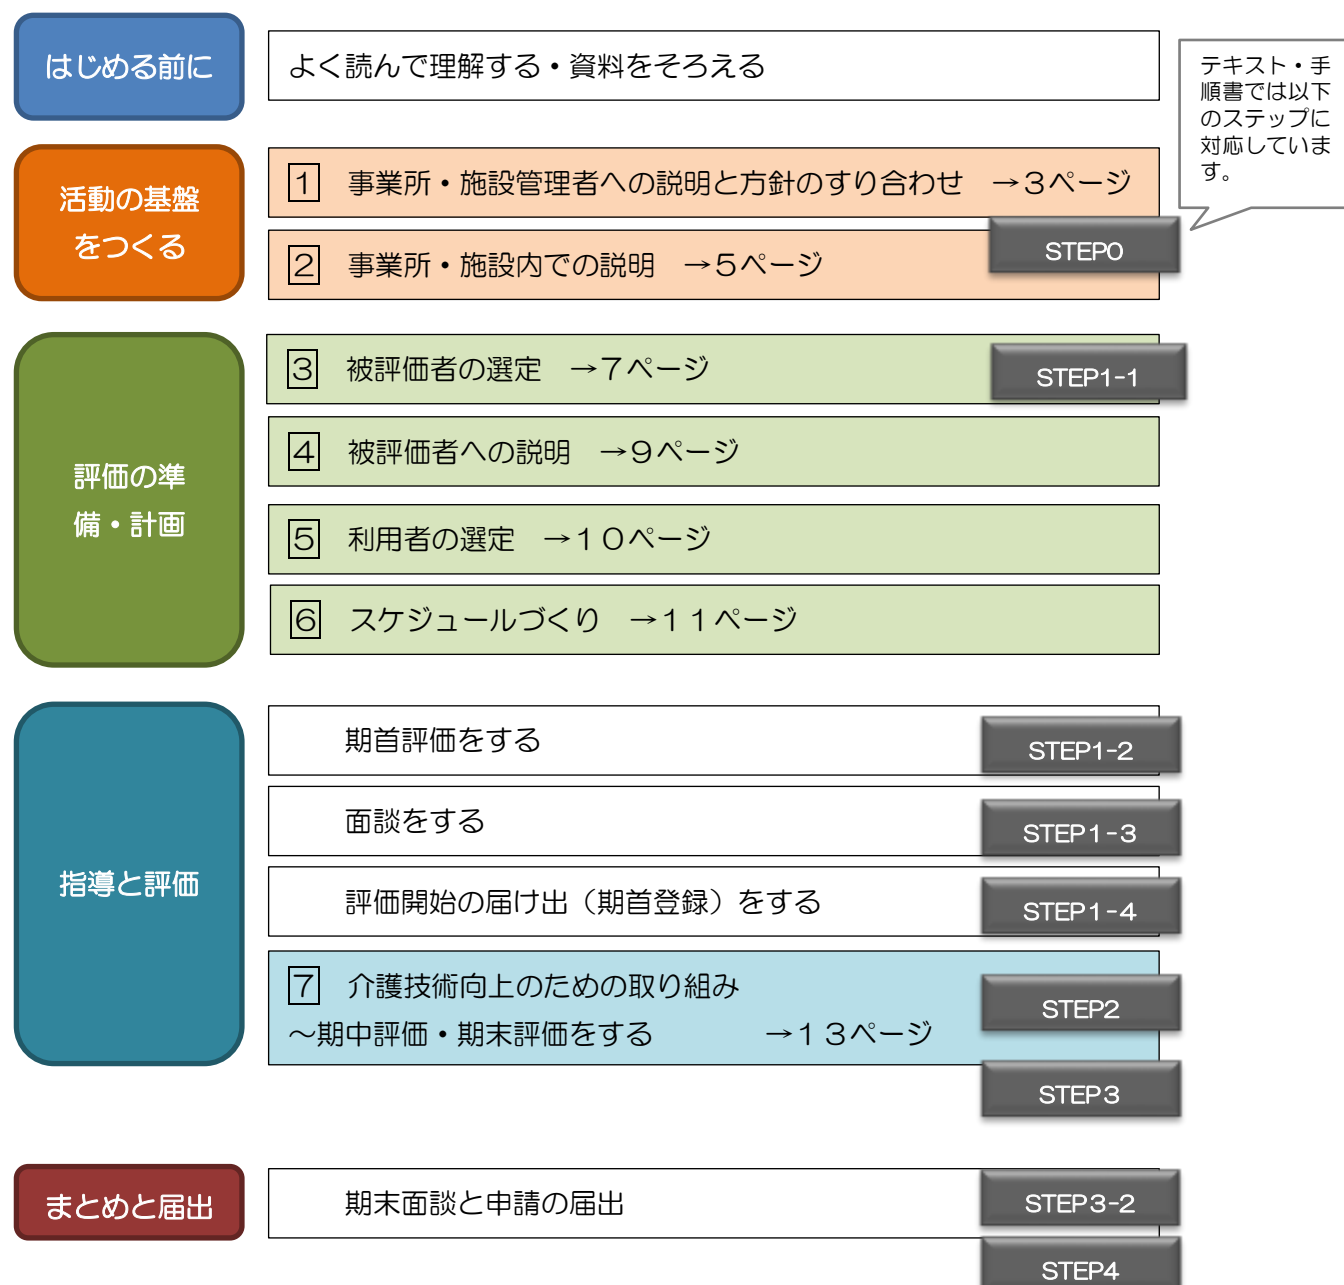 はじめる前に
よく読んで理解する・資料をそろえる
テキスト・手
順書では以下
のステップに
対応していま
す。
活動の基盤
をつくる
1 事業所・施設管理者への説明と方針のすり合わせ →3ページ
2 事業所・施設内での説明 →5ページ
STEP0
評価の準
備・計画
3 被評価者の選定 →7ページ
STEP1-1
4 被評価者への説明 →9ページ
5 利用者の選定 →10ページ
6 スケジュールづくり →11ページ
指導と評価
期首評価をする
STEP1-2
面談をする
STEP1-3
評価開始の届け出（期首登録）をする
STEP1-4
7 介護技術向上のための取り組み
～期中評価・期末評価をする →13ページ
STEP2
STEP3
まとめと届出
期末面談と申請の届出
STEP3-2
STEP4